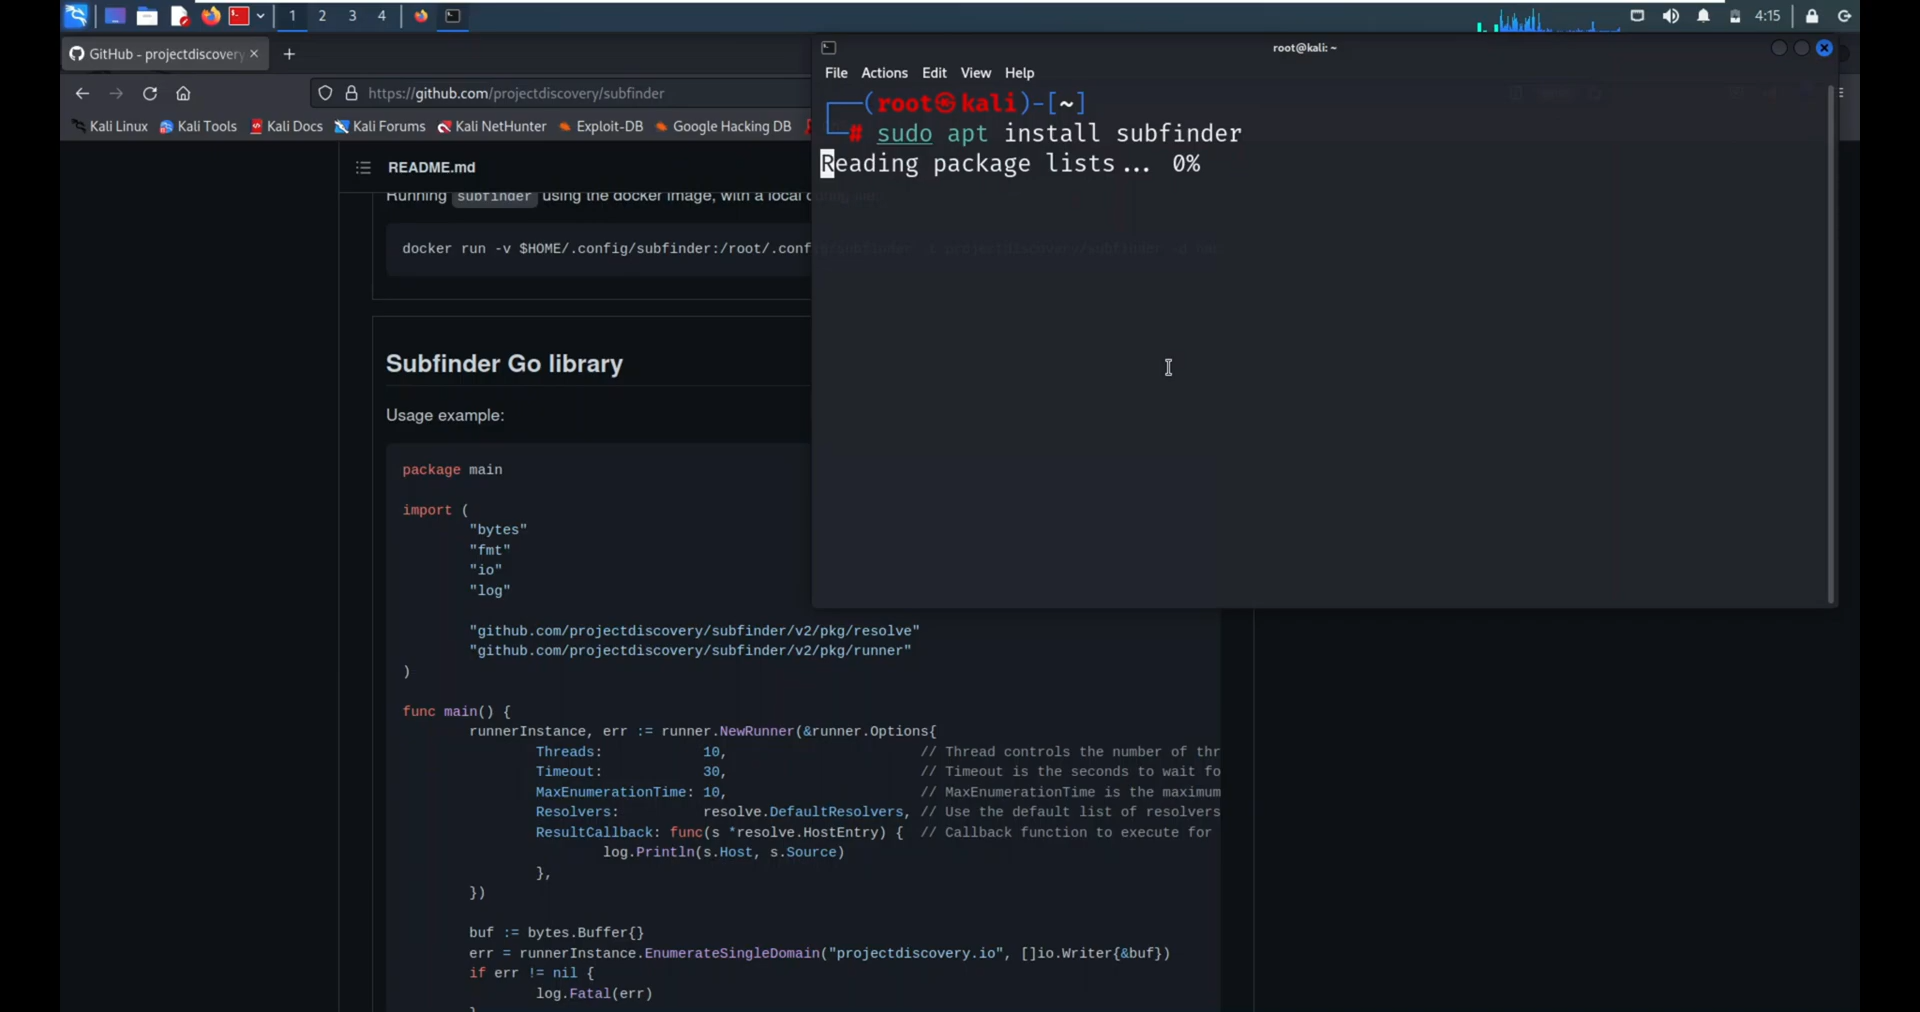 1 2 3 4
4:15
GitHub - projectdiscovery
root@kali: ~
File Actions Edit View Help
https://github.com/projectdiscovery/subfinder
Kali Linux Kali Tools Kali Docs Kali Forums Kali NetHunter Exploit-DB Google Hacking DB
┌──(root㉿kali)-[~]
└─# sudo apt install subfinder
Reading package lists... 0%
README.md
Running subfinder using the docker image, with a local
docker run -v $HOME/.config/subfinder:/root/.conf
Subfinder Go library
Usage example:
package main
import (
"bytes"
"fmt"
"io"
"log"
"github.com/projectdiscovery/subfinder/v2/pkg/resolve"
"github.com/projectdiscovery/subfinder/v2/pkg/runner"
)
func main() {
runnerInstance, err := runner.NewRunner(&runner.Options{
Threads: 10, // Thread controls the number of thr
Timeout: 30, // Timeout is the seconds to wait fo
MaxEnumerationTime: 10, // MaxEnumerationTime is the maximum
Resolvers: resolve.DefaultResolvers, // Use the default list of resolvers
ResultCallback: func(s *resolve.HostEntry) { // Callback function to execute for
log.Println(s.Host, s.Source)
},
})
buf := bytes.Buffer{}
err = runnerInstance.EnumerateSingleDomain("projectdiscovery.io", []io.Writer{&buf})
if err != nil {
log.Fatal(err)